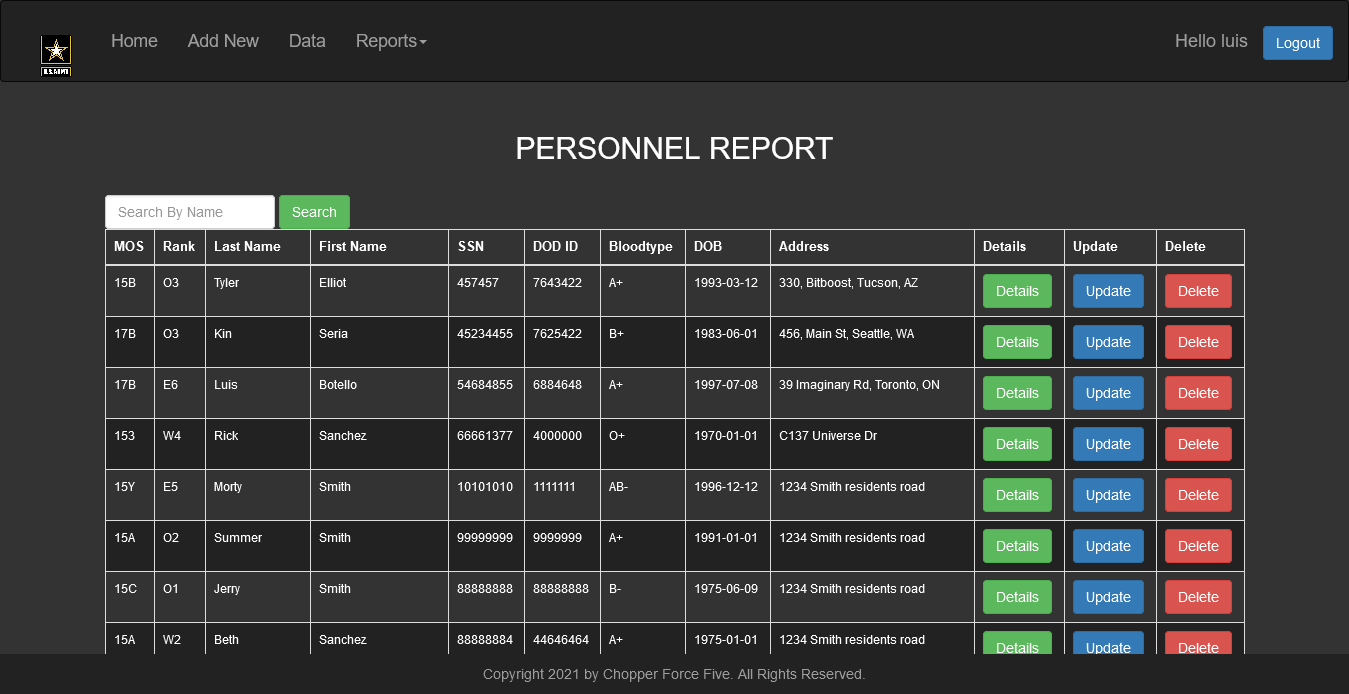 Home Add New Data Reports Hello luis Logout
U.S.ARMY
PERSONNEL REPORT
Search By Name Search
MOS Rank Last Name First Name SSN DOD ID Bloodtype DOB Address Details Update Delete
15B O3 Tyler Elliot 457457 7643422 A+ 1993-03-12 330, Bitboost, Tucson, AZ Details Update Delete
17B O3 Kin Seria 45234455 7625422 B+ 1983-06-01 456, Main St, Seattle, WA Details Update Delete
17B E6 Luis Botello 54684855 6884648 A+ 1997-07-08 39 Imaginary Rd, Toronto, ON Details Update Delete
153 W4 Rick Sanchez 66661377 4000000 O+ 1970-01-01 C137 Universe Dr Details Update Delete
15Y E5 Morty Smith 10101010 1111111 AB- 1996-12-12 1234 Smith residents road Details Update Delete
15A O2 Summer Smith 99999999 9999999 A+ 1991-01-01 1234 Smith residents road Details Update Delete
15C O1 Jerry Smith 88888888 88888888 B- 1975-06-09 1234 Smith residents road Details Update Delete
15A W2 Beth Sanchez 88888884 44646464 A+ 1975-01-01 1234 Smith residents road Details Update Delete
Copyright 2021 by Chopper Force Five. All Rights Reserved.